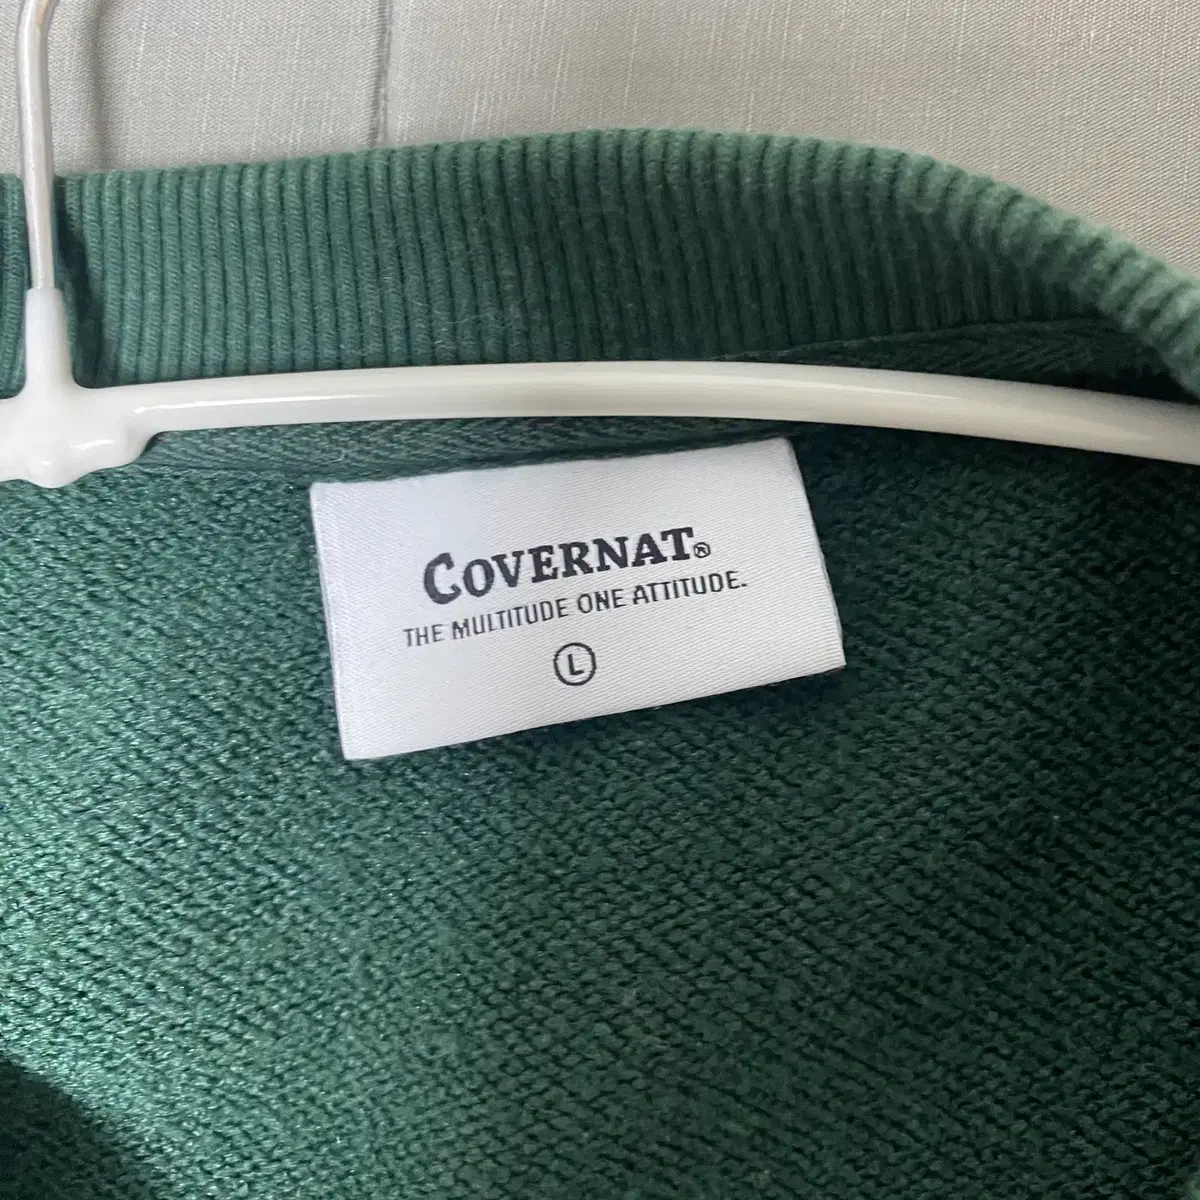 COVERNAT®
THE MULTITUDE ONE ATTITUDE.
L